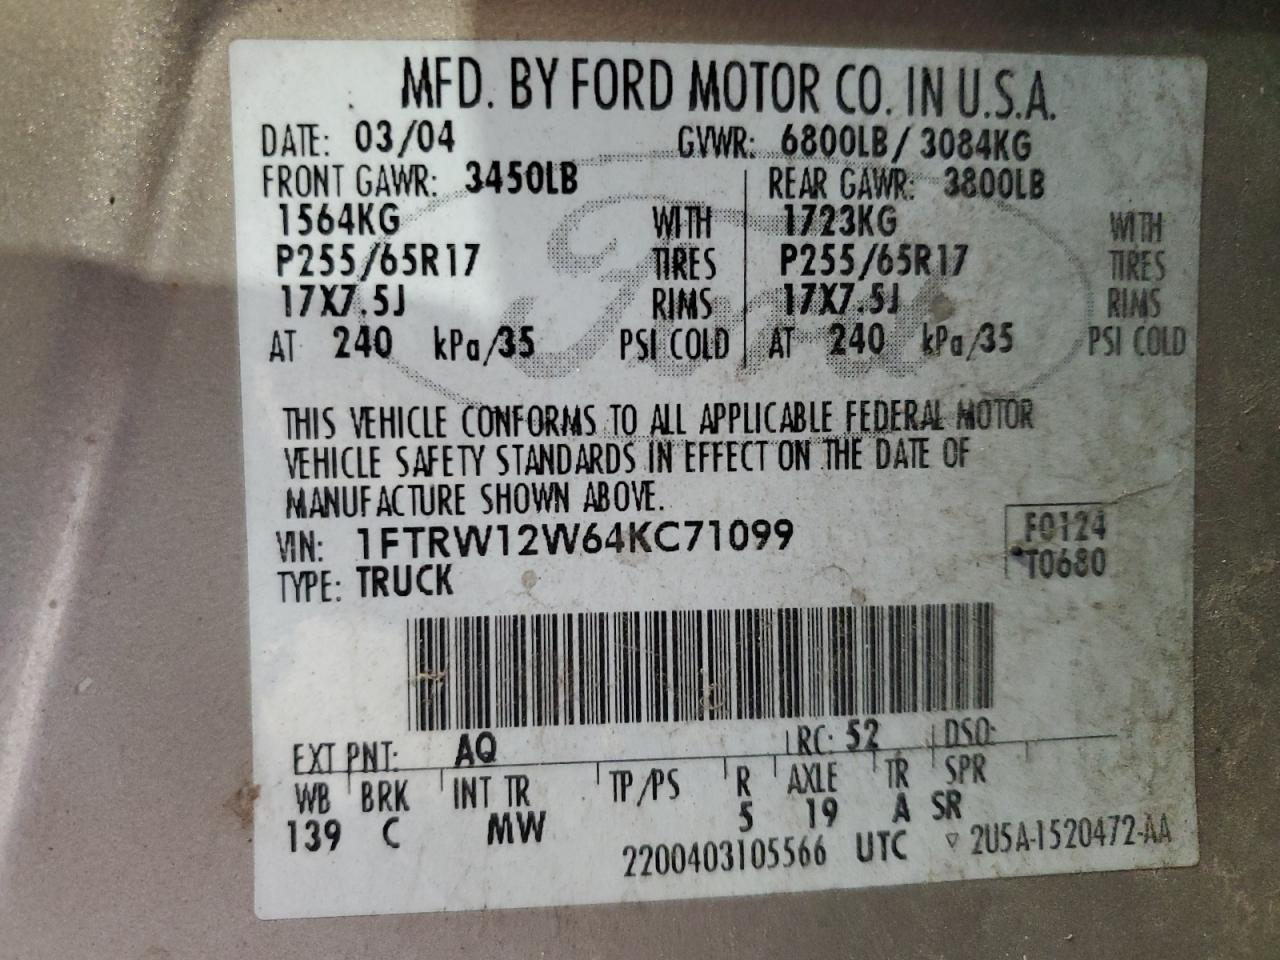 MFD. BY FORD MOTOR CO. IN U.S.A.
DATE: 03/04 GVWR: 6800LB / 3084KG
FRONT GAWR: 3450LB REAR GAWR: 3800LB
1564KG WITH 1723KG WITH
P255/65R17 TIRES P255/65R17 TIRES
17X7.5J RIMS 17X7.5J RIMS
AT 240 kPa/35 PSI COLD AT 240 kPa/35 PSI COLD
Ford
THIS VEHICLE CONFORMS TO ALL APPLICABLE FEDERAL MOTOR
VEHICLE SAFETY STANDARDS IN EFFECT ON THE DATE OF
MANUFACTURE SHOWN ABOVE.
VIN: 1FTRW12W64KC71099 F0124
TYPE: TRUCK T0680
EXT PNT: AQ RC: 52 DSO:
WB BRK INT TR TP/PS R AXLE TR SPR
139 C MW 5 19 A SR
2200403105566 UTC ▽ 2U5A-1520472-AA